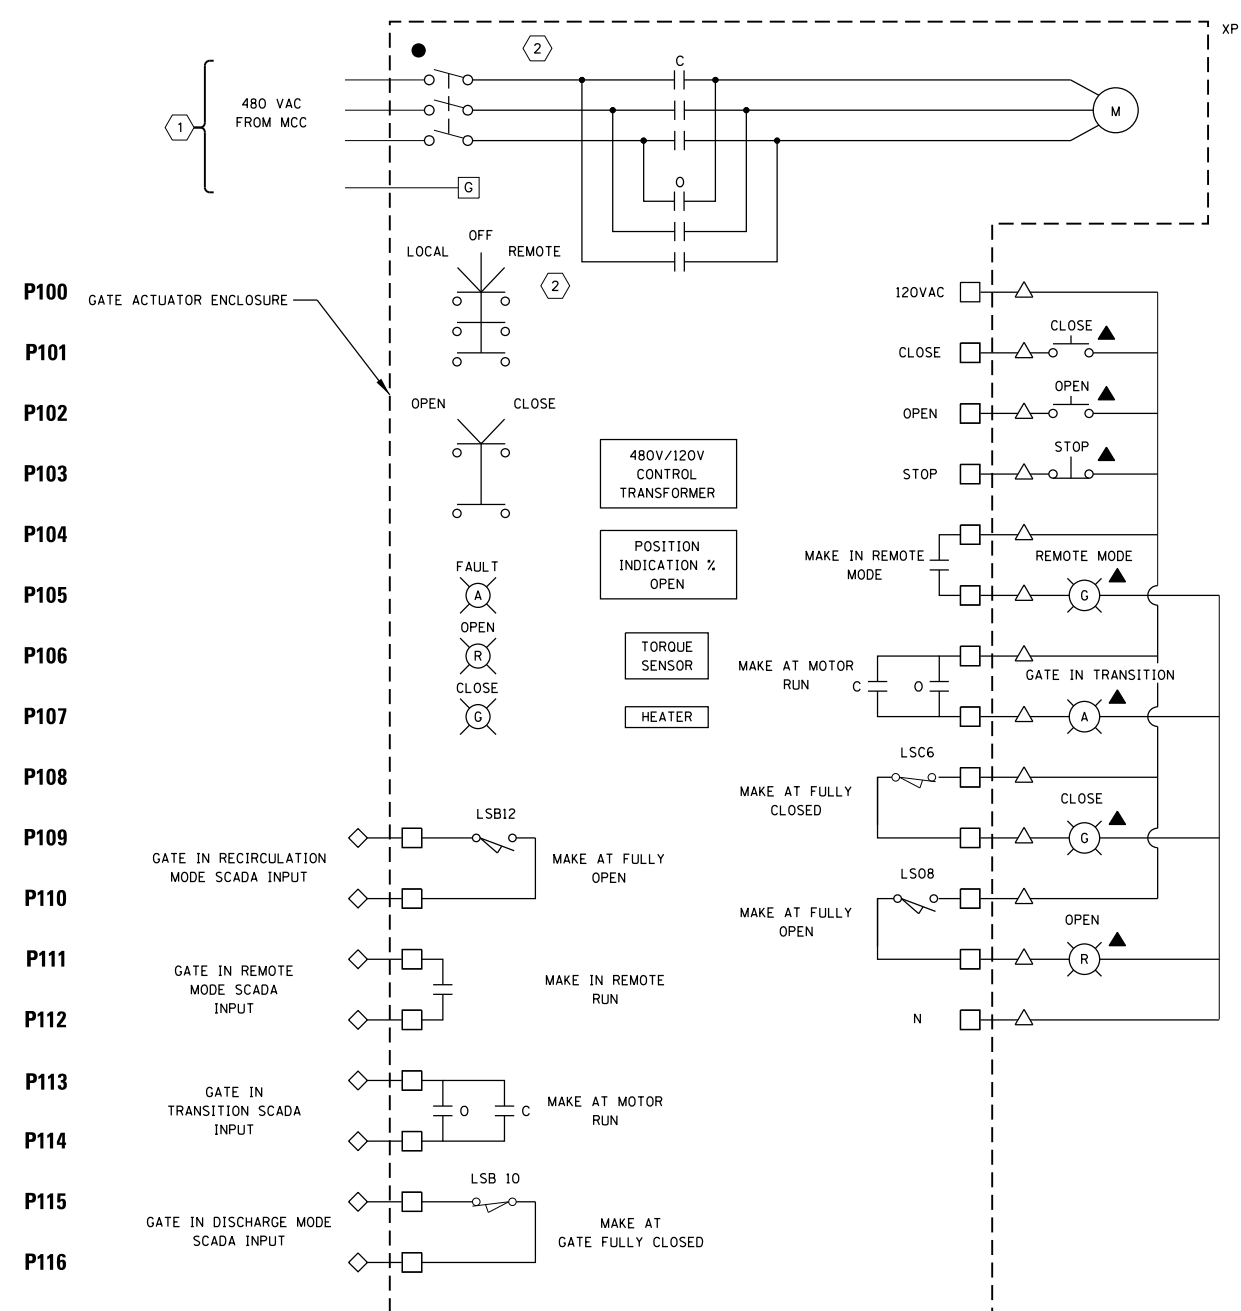 XP
2
C
480 VAC
FROM MCC
1
M
G
O
OFF
LOCAL
REMOTE
2
P100
GATE ACTUATOR ENCLOSURE
120VAC
P101
CLOSE
CLOSE
P102
OPEN
CLOSE
OPEN
OPEN
P103
480V/120V
CONTROL
TRANSFORMER
STOP
STOP
P104
POSITION
INDICATION %
OPEN
MAKE IN REMOTE
MODE
REMOTE MODE
P105
FAULT
A
G
P106
OPEN
R
TORQUE
SENSOR
MAKE AT MOTOR
RUN
C
O
GATE IN TRANSITION
P107
CLOSE
G
HEATER
A
P108
LSC6
MAKE AT FULLY
CLOSED
CLOSE
P109
LSB12
G
GATE IN RECIRCULATION
MODE SCADA INPUT
MAKE AT FULLY
OPEN
P110
LSO8
MAKE AT FULLY
OPEN
OPEN
P111
R
GATE IN REMOTE
MODE SCADA
INPUT
MAKE IN REMOTE
RUN
P112
N
P113
GATE IN
TRANSITION SCADA
INPUT
O
C
MAKE AT MOTOR
RUN
P114
P115
LSB 10
GATE IN DISCHARGE MODE
SCADA INPUT
MAKE AT
GATE FULLY CLOSED
P116